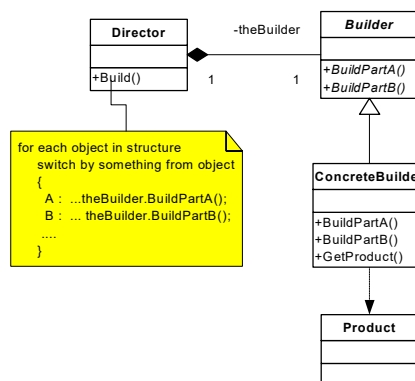 Director
+Build()
-theBuilder
1
1
Builder
+BuildPartA()
+BuildPartB()
for each object in structure
switch by something from object
{
A : ...theBuilder.BuildPartA();
B : ... theBuilder.BuildPartB();
....
}
ConcreteBuilde
+BuildPartA()
+BuildPartB()
+GetProduct()
Product